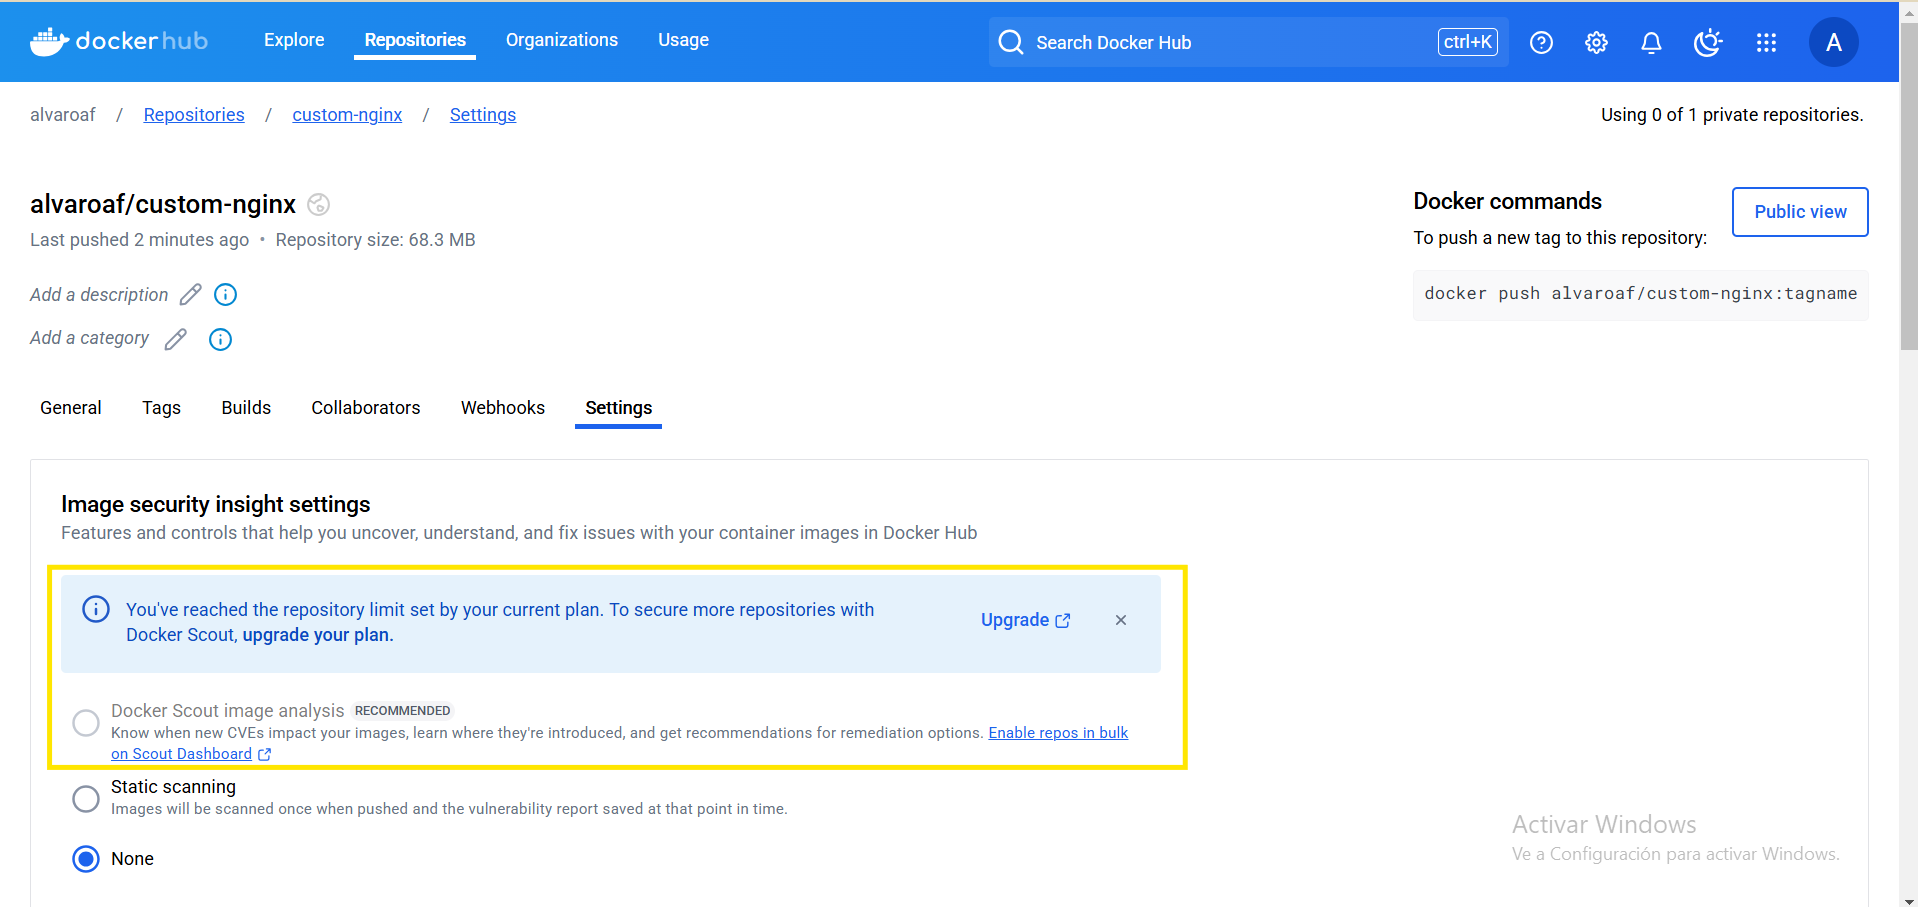 dockerhub
Explore
Repositories
Organizations
Usage
Search Docker Hub
ctrl+K
A
alvaroaf / Repositories / custom-nginx / Settings
Using 0 of 1 private repositories.
alvaroaf/custom-nginx
Last pushed 2 minutes ago • Repository size: 68.3 MB
Add a description
Add a category
Docker commands
Public view
To push a new tag to this repository:
docker push alvaroaf/custom-nginx:tagname
General
Tags
Builds
Collaborators
Webhooks
Settings
Image security insight settings
Features and controls that help you uncover, understand, and fix issues with your container images in Docker Hub
You've reached the repository limit set by your current plan. To secure more repositories with
Docker Scout, upgrade your plan.
Upgrade
Docker Scout image analysis RECOMMENDED
Know when new CVEs impact your images, learn where they're introduced, and get recommendations for remediation options. Enable repos in bulk
on Scout Dashboard
Static scanning
Images will be scanned once when pushed and the vulnerability report saved at that point in time.
None
Activar Windows
Ve a Configuración para activar Windows.